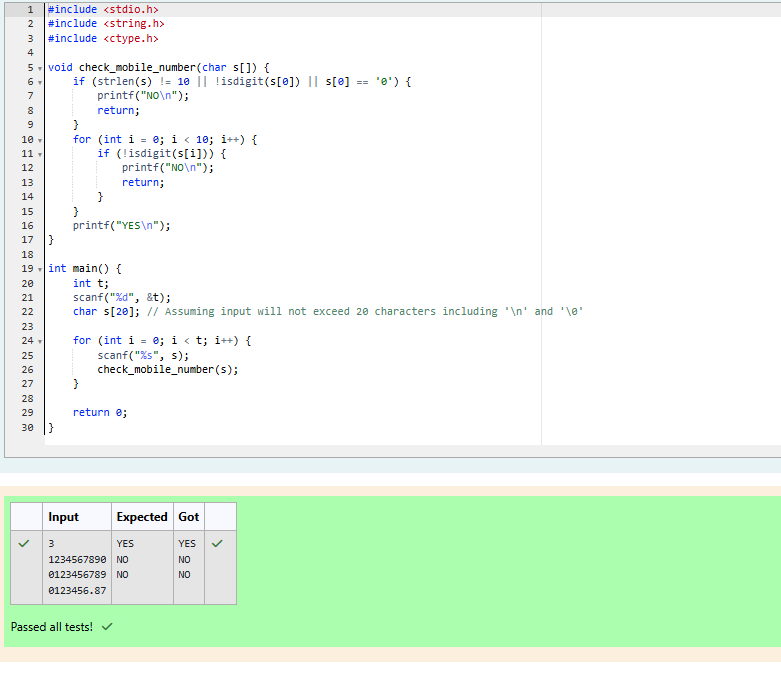 1 #include <stdio.h>
2 #include <string.h>
3 #include <ctype.h>
4
5 void check_mobile_number(char s[]) {
6     if (strlen(s) != 10 || !isdigit(s[0]) || s[0] == '0') {
7         printf("NO\n");
8         return;
9     }
10     for (int i = 0; i < 10; i++) {
11         if (!isdigit(s[i])) {
12             printf("NO\n");
13             return;
14         }
15     }
16     printf("YES\n");
17 }
18
19 int main() {
20     int t;
21     scanf("%d", &t);
22     char s[20]; // Assuming input will not exceed 20 characters including '\n' and '\0'
23
24     for (int i = 0; i < t; i++) {
25         scanf("%s", s);
26         check_mobile_number(s);
27     }
28
29     return 0;
30 }
Input Expected Got
3 YES YES
1234567890 NO NO
0123456789 NO NO
0123456.87
Passed all tests!